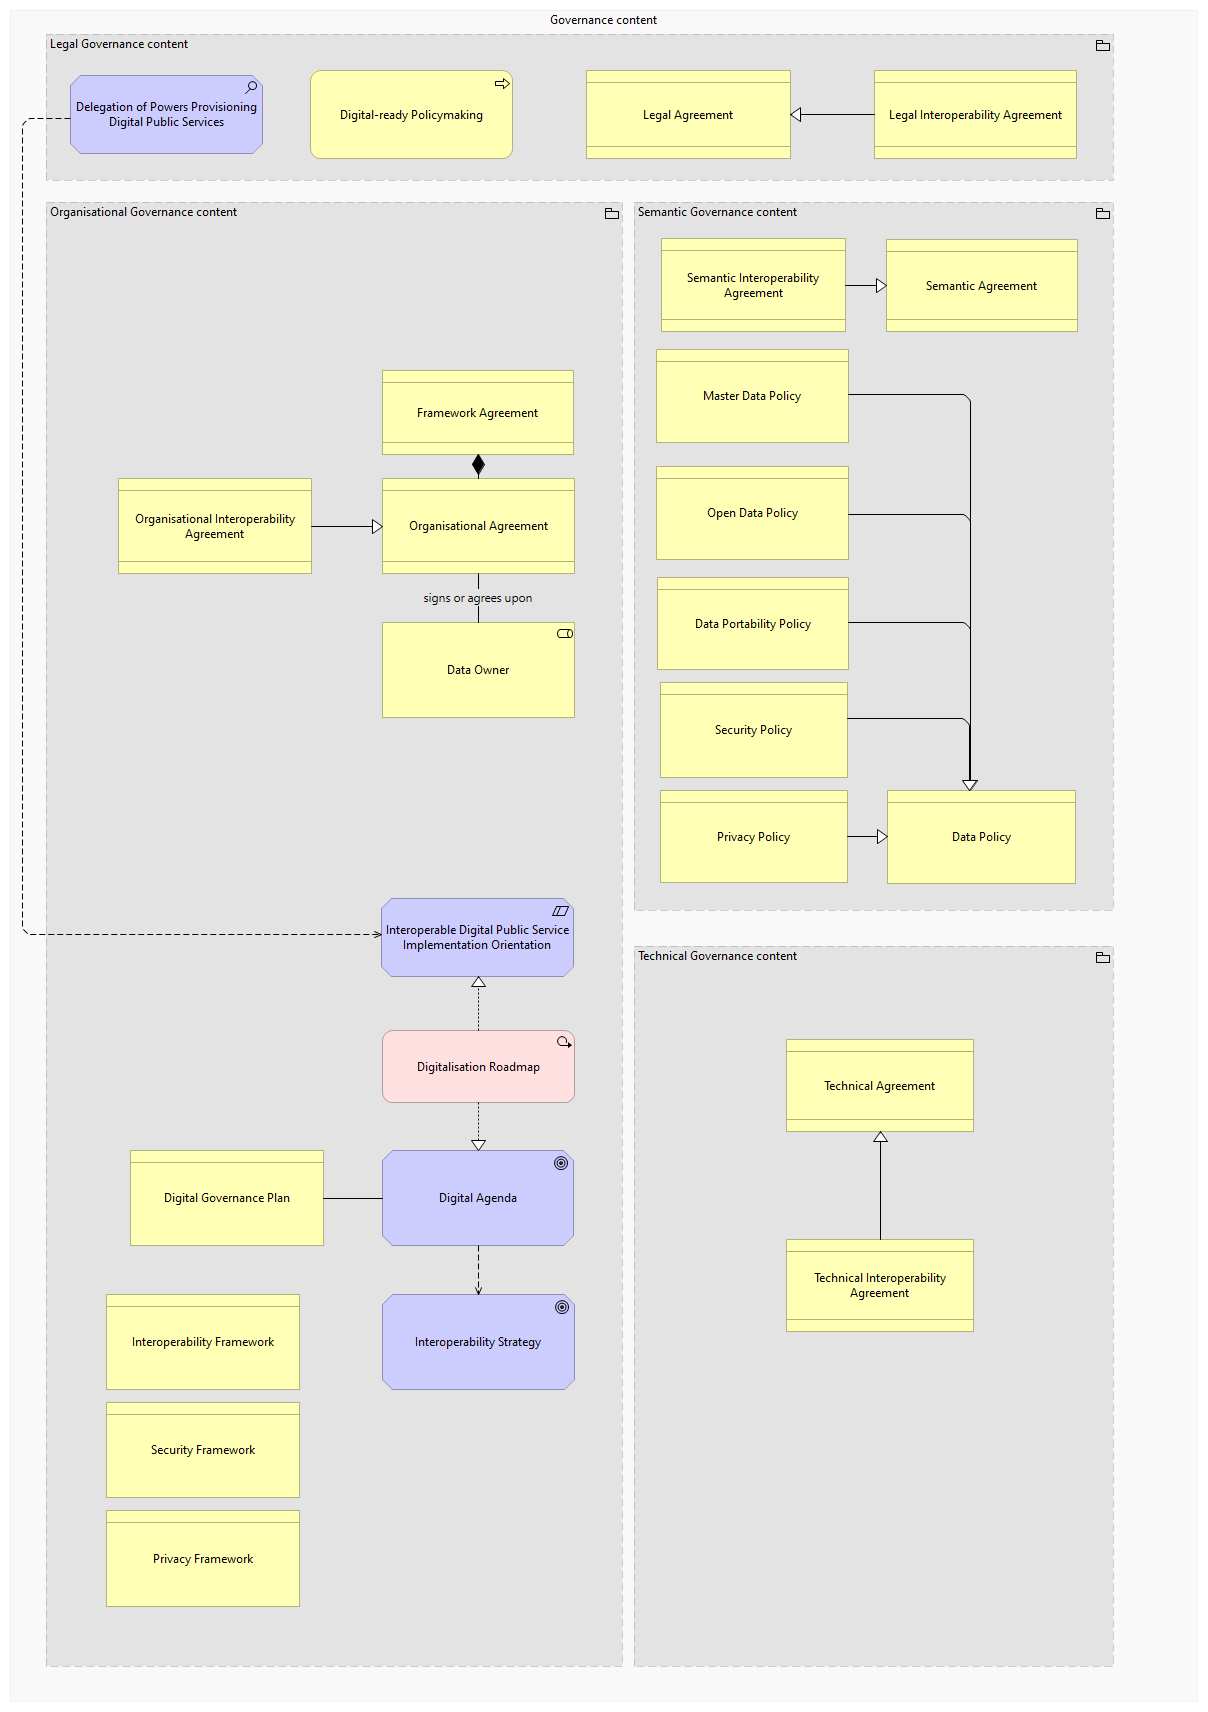 Governance content
Legal Governance content
Delegation of Powers Provisioning
Digital Public Services
Digital-ready Policymaking
Legal Agreement
Legal Interoperability Agreement
Organisational Governance content
Framework Agreement
Organisational Interoperability
Agreement
Organisational Agreement
signs or agrees upon
Data Owner
Interoperable Digital Public Service
Implementation Orientation
Digitalisation Roadmap
Digital Governance Plan
Digital Agenda
Interoperability Framework
Interoperability Strategy
Security Framework
Privacy Framework
Semantic Governance content
Semantic Interoperability
Agreement
Semantic Agreement
Master Data Policy
Open Data Policy
Data Portability Policy
Security Policy
Privacy Policy
Data Policy
Technical Governance content
Technical Agreement
Technical Interoperability
Agreement